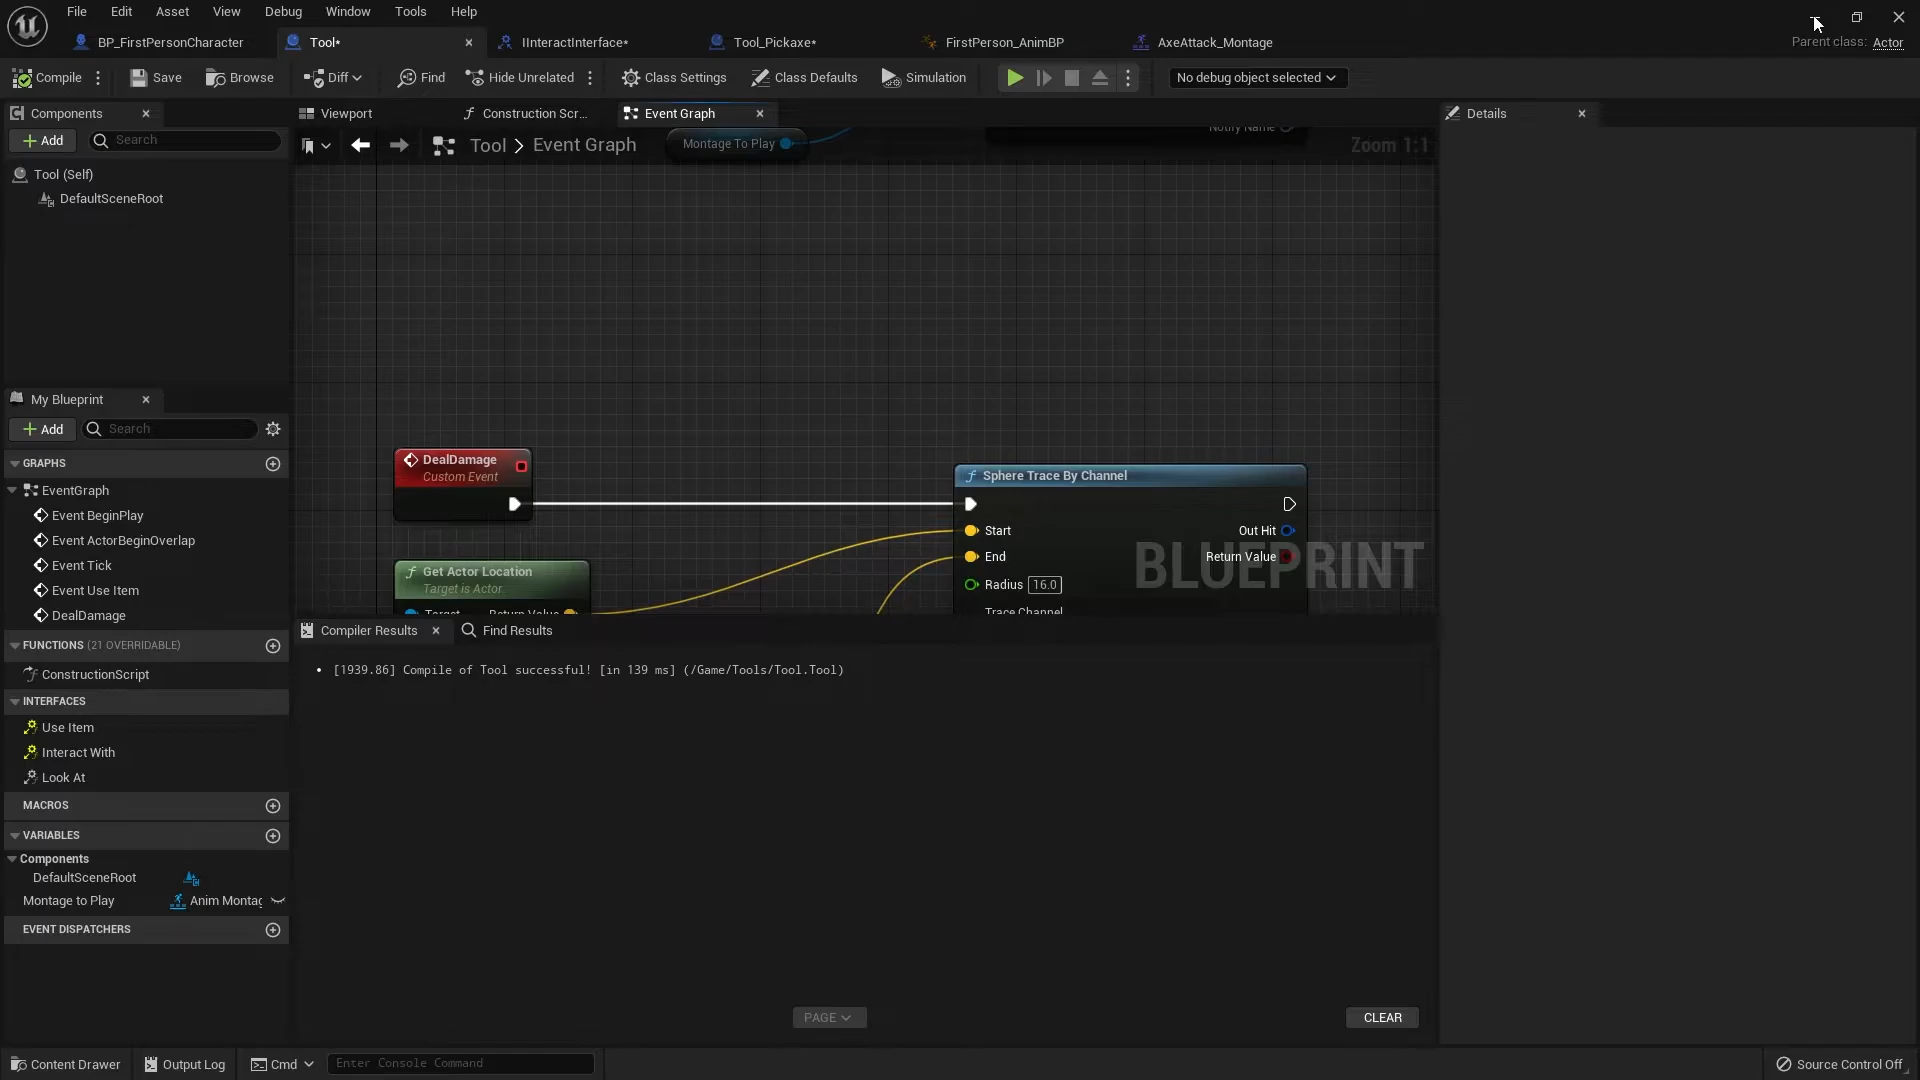 File Edit Asset View Debug Window Tools Help
BP_FirstPersonCharacter Tool* IInteractInterface* Tool_Pickaxe* FirstPerson_AnimBP AxeAttack_Montage Parent class: Actor
Compile Save Browse Diff Find Hide Unrelated Class Settings Class Defaults Simulation No debug object selected
Components Viewport Construction Scr... Event Graph Details
Add Search
Tool > Event Graph Montage To Play Notify Name Zoom 1:1
Tool (Self)
DefaultSceneRoot
My Blueprint
Add Search
GRAPHS
EventGraph
Event BeginPlay
Event ActorBeginOverlap
Event Tick
Event Use Item
DealDamage
FUNCTIONS (21 OVERRIDABLE)
ConstructionScript
INTERFACES
Use Item
Interact With
Look At
MACROS
VARIABLES
Components
DefaultSceneRoot
Montage to Play Anim Montag
EVENT DISPATCHERS
DealDamage
Custom Event
Get Actor Location
Target is Actor
Target Return Value
Sphere Trace By Channel
Start Out Hit
End Return Value
Radius 16.0
Trace Channel
BLUEPRINT
Compiler Results Find Results
• [1939.86] Compile of Tool successful! [in 139 ms] (/Game/Tools/Tool.Tool)
PAGE CLEAR
Content Drawer Output Log Cmd Enter Console Command Source Control Off